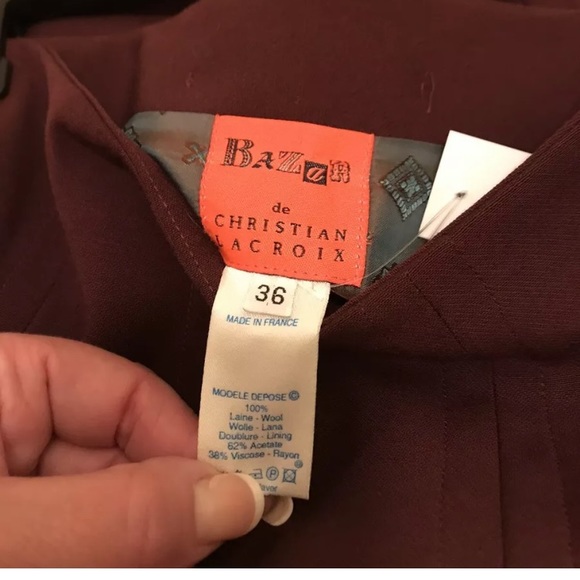 BAZaR
de
CHRISTIAN
LACROIX
36
MADE IN FRANCE
MODELE DEPOSE ©
100%
Laine - Wool
Wolle - Lana
Doublure - Lining
62% Acetate
38% Viscose - Rayon
P